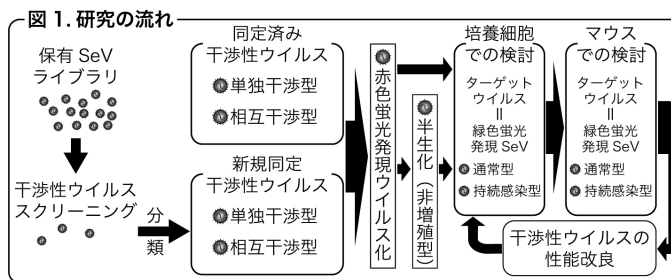 図 1. 研究の流れ
保有 SeV
ライブラリ
干渉性ウイルス
スクリーニング
分
類
同定済み
干渉性ウイルス
単独干渉型
相互干渉型
新規同定
干渉性ウイルス
単独干渉型
相互干渉型
赤色蛍光発現ウイルス化
半生化（非増殖型）
培養細胞
での検討
ターゲット
ウイルス
||
緑色蛍光
発現 SeV
通常型
持続感染型
マウス
での検討
ターゲット
ウイルス
||
緑色蛍光
発現 SeV
通常型
持続感染型
干渉性ウイルスの
性能改良